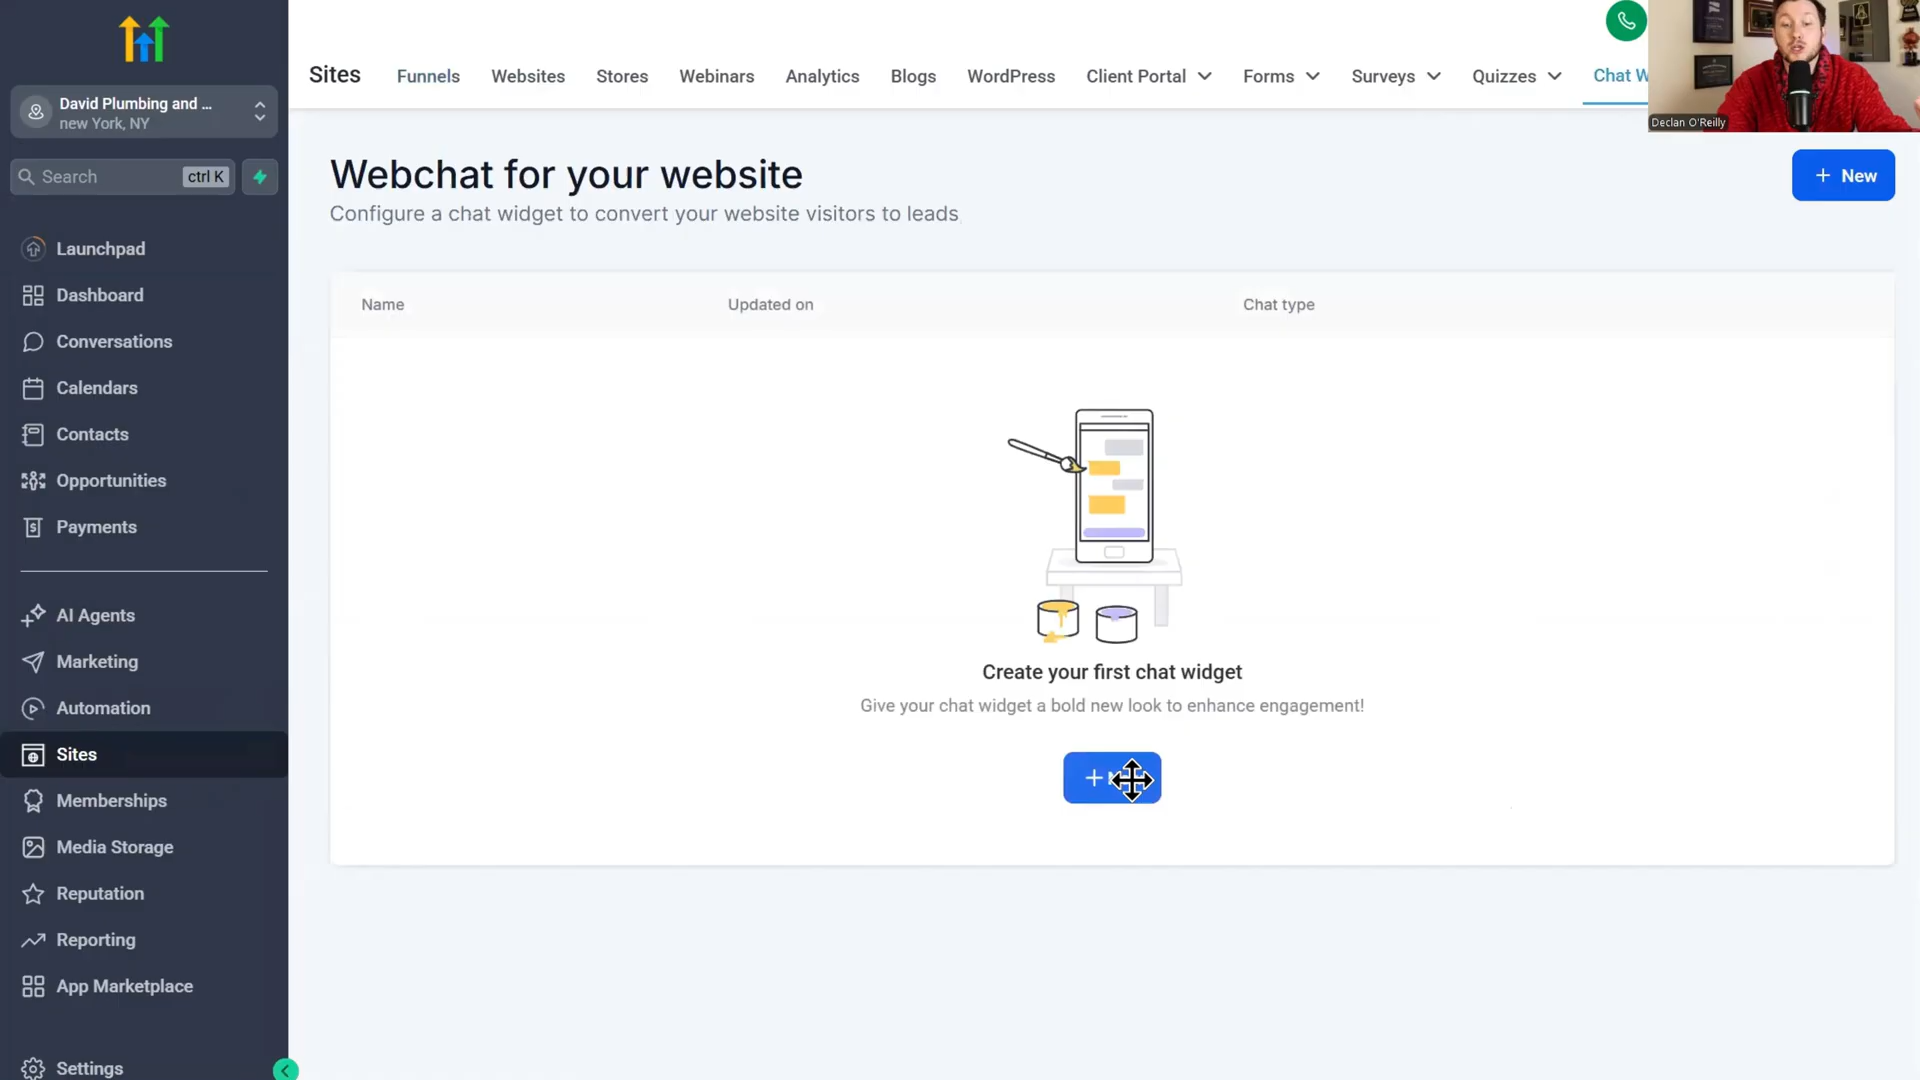 David Plumbing and ...
new York, NY
Search
ctrl K
Launchpad
Dashboard
Conversations
Calendars
Contacts
Opportunities
Payments
AI Agents
Marketing
Automation
Sites
Memberships
Media Storage
Reputation
Reporting
App Marketplace
Settings
Sites Funnels Websites Stores Webinars Analytics Blogs WordPress Client Portal Forms Surveys Quizzes Chat W
Declan O'Reilly
Webchat for your website
Configure a chat widget to convert your website visitors to leads
+ New
Name Updated on Chat type
Create your first chat widget
Give your chat widget a bold new look to enhance engagement!
+